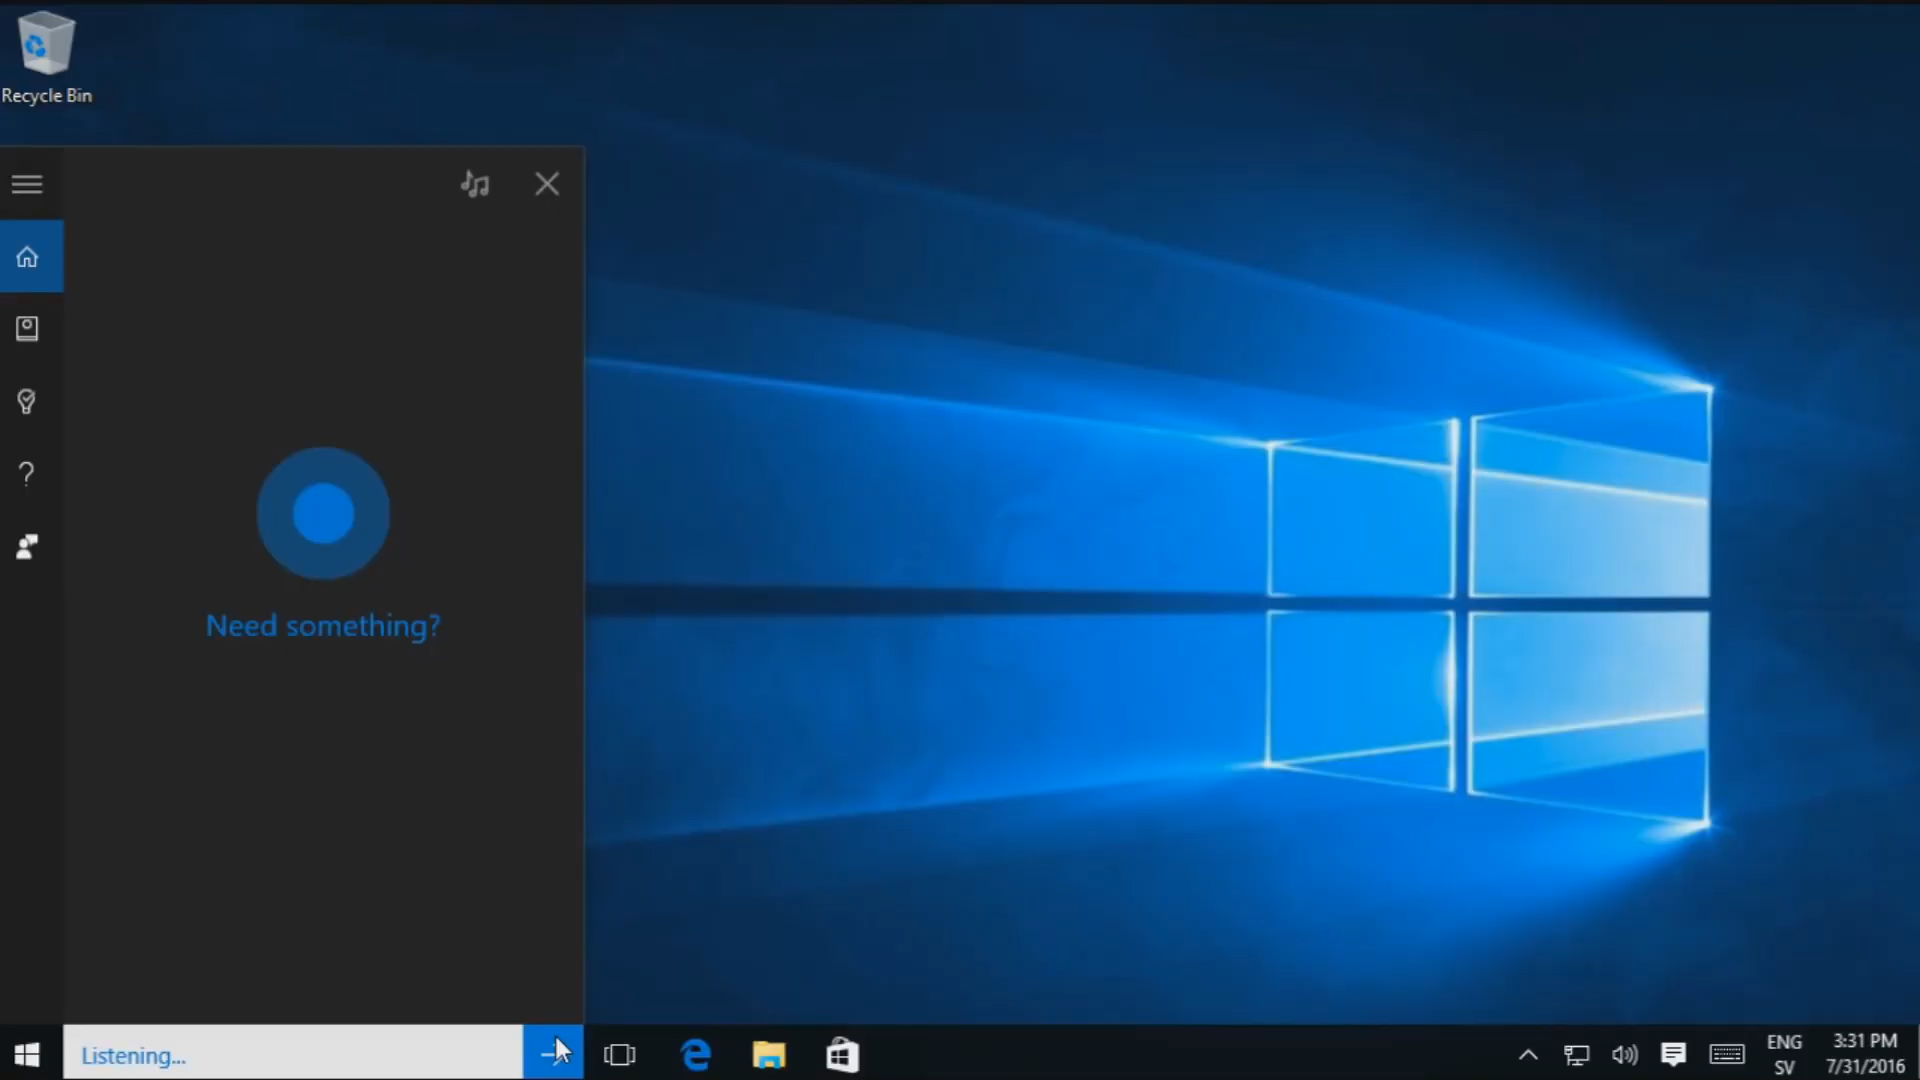 Recycle Bin
Need something?
Listening...
ENG
SV
3:31 PM
7/31/2016